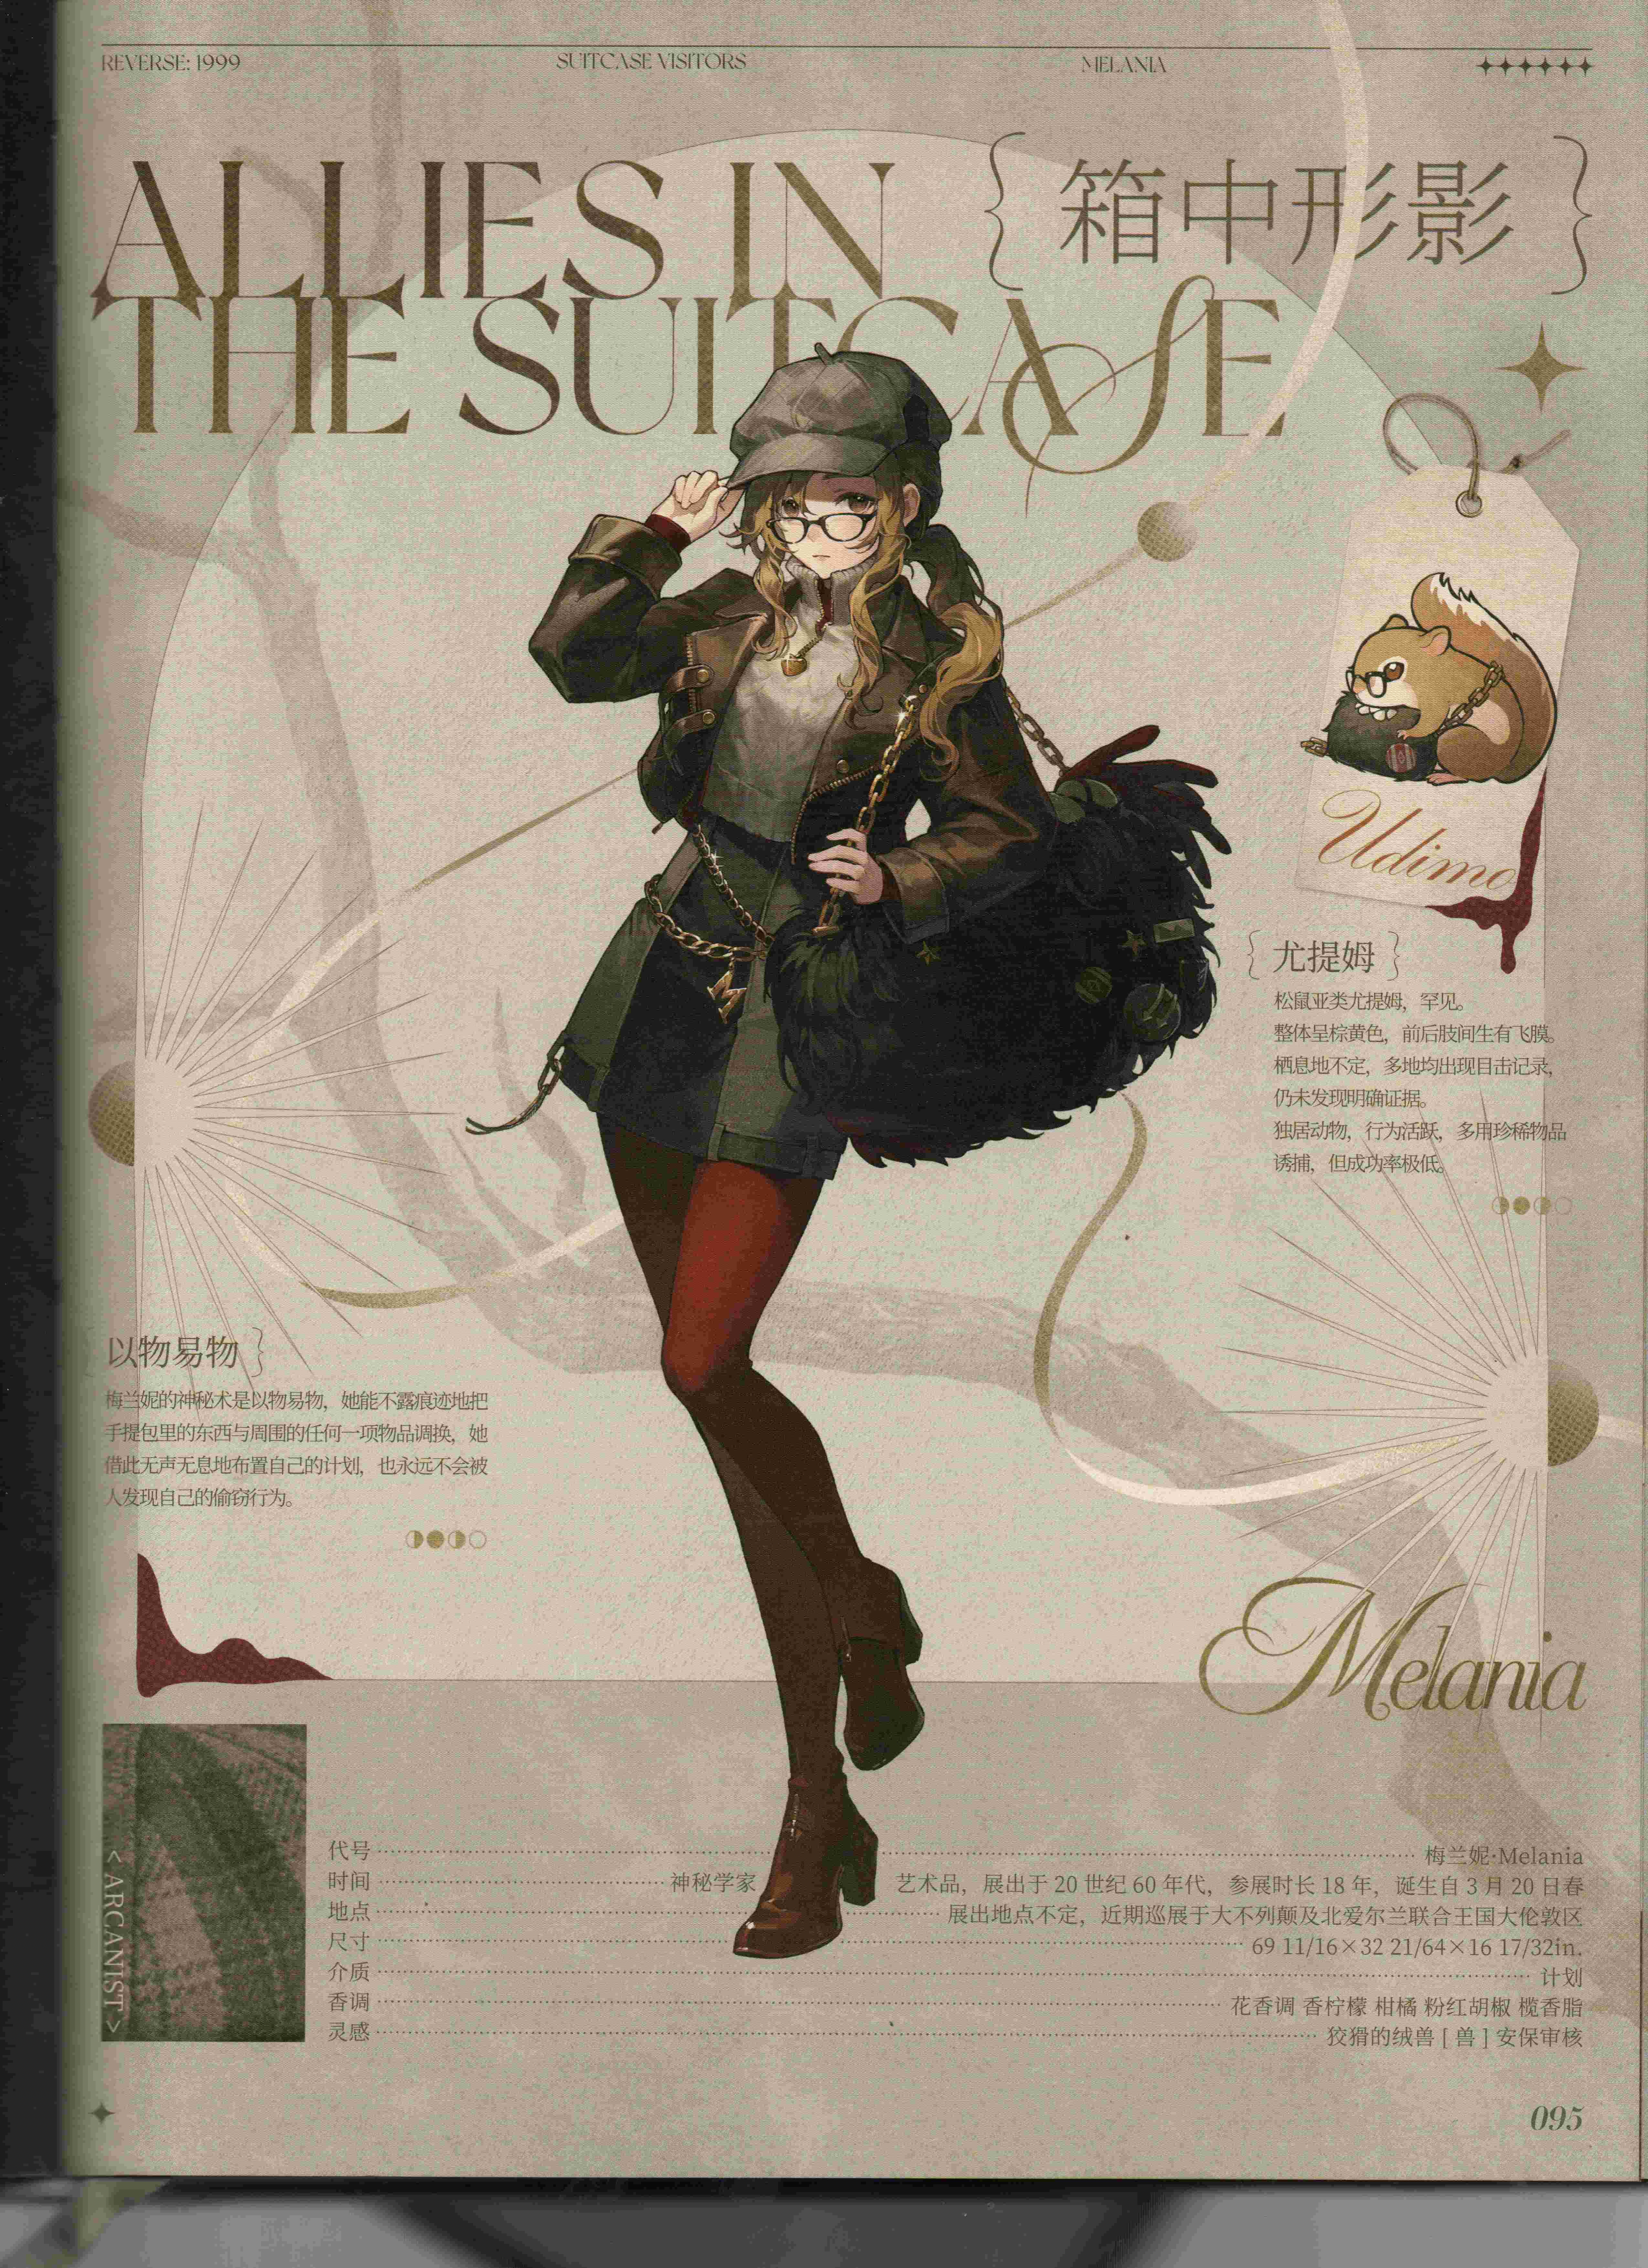 REVERSE: 1999
SUITCASE VISITORS
MELANIA
ALLIES IN
{箱中形影}
THE SUITCASE
Udimo
{尤提姆}
松鼠亚类尤提姆，罕见。
整体呈棕黄色，前后肢间生有飞膜。
栖息地不定，多地均出现目击记录，
仍未发现明确证据。
独居动物，行为活跃，多用珍稀物品
诱捕，但成功率极低。
以物易物}
梅兰妮的神秘术是以物易物，她能不露痕迹地把
手提包里的东西与周围的任何一项物品调换，她
借此无声无息地布置自己的计划，也永远不会被
人发现自己的偷窃行为。
Melania
<ARCANIST>
代号 梅兰妮·Melania
时间 神秘学家 艺术品，展出于 20 世纪 60 年代，参展时长 18 年，诞生自 3 月 20 日春
地点 展出地点不定，近期巡展于大不列颠及北爱尔兰联合王国大伦敦区
尺寸 69 11/16×32 21/64×16 17/32in.
介质 计划
香调 花香调 香柠檬 柑橘 粉红胡椒 榄香脂
灵感 狡猾的绒兽 [ 兽 ] 安保审核
095